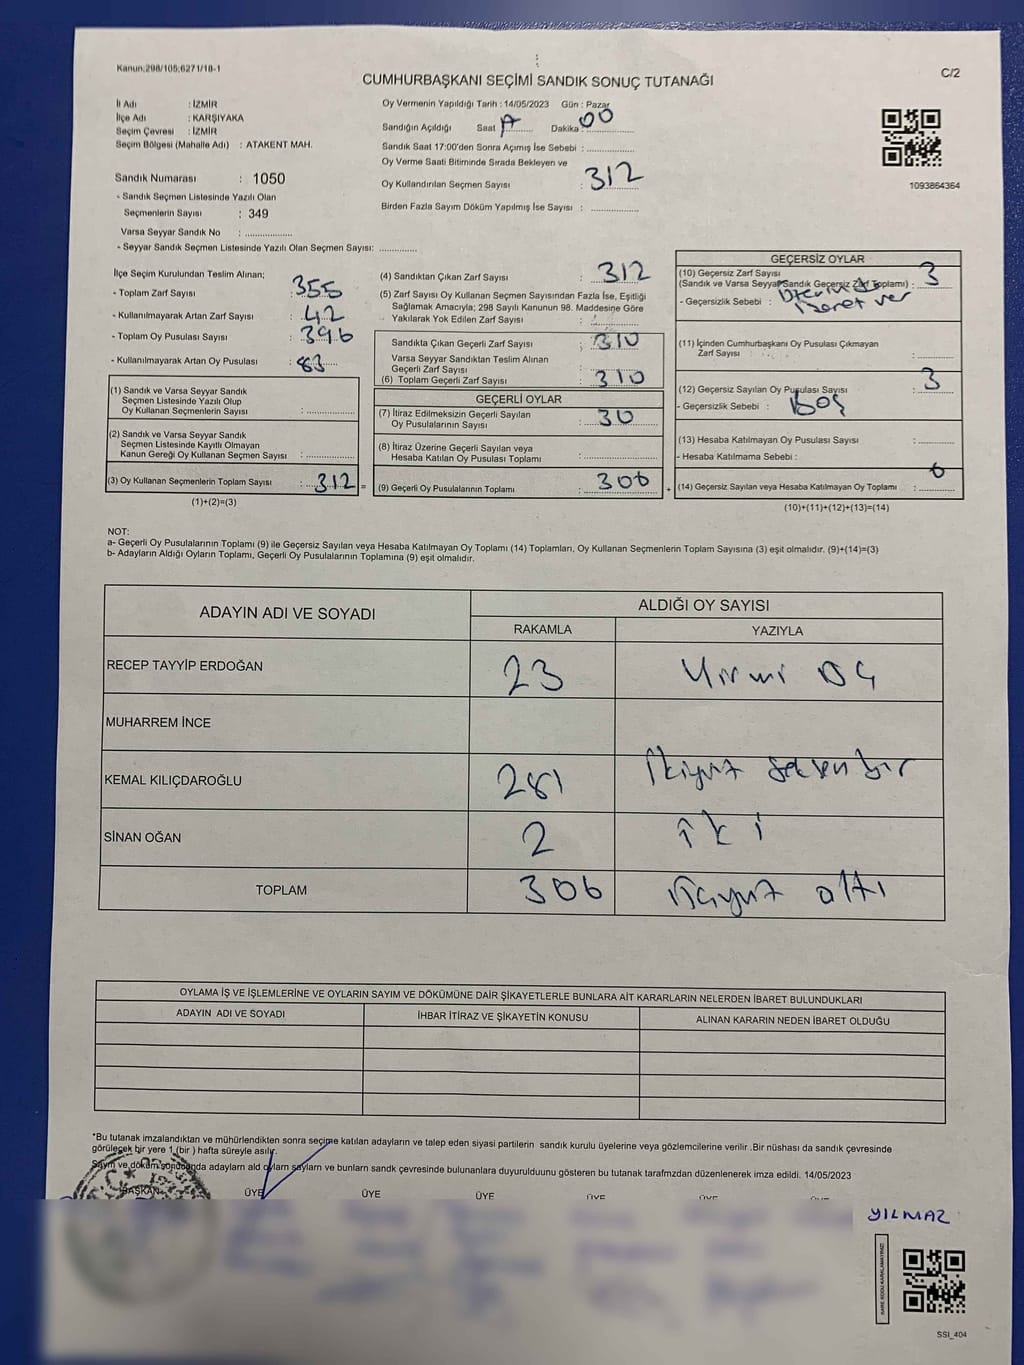 Kanun:298/105;6271/18-1
CUMHURBAŞKANI SEÇİMİ SANDIK SONUÇ TUTANAĞI
C/2
İl Adı : İZMİR
İlçe Adı : KARŞIYAKA
Seçim Çevresi : İZMİR
Seçim Bölgesi (Mahalle Adı) : ATAKENT MAH.
Sandık Numarası : 1050
- Sandık Seçmen Listesinde Yazılı Olan
Seçmenlerin Sayısı : 349
Varsa Seyyar Sandık No : ..................
- Seyyar Sandık Seçmen Listesinde Yazılı Olan Seçmen Sayısı: ..............
Oy Vermenin Yapıldığı Tarih : 14/05/2023 Gün : Pazar
Sandığın Açıldığı Saat Dakika 00
Sandık Saat 17:00'den Sonra Açımış İse Sebebi : ..................
Oy Verme Saati Bitiminde Sırada Bekleyen ve
Oy Kullandırılan Seçmen Sayısı : 312
Birden Fazla Sayım Döküm Yapılmış İse Sayısı : ..................
1093864364
İlçe Seçim Kurulundan Teslim Alınan;
- Toplam Zarf Sayısı : 355
- Kullanılmayarak Artan Zarf Sayısı : 42
- Toplam Oy Pusulası Sayısı : 396
- Kullanılmayarak Artan Oy Pusulası : 83
(1) Sandık ve Varsa Seyyar Sandık
Seçmen Listesinde Yazılı Olup
Oy Kullanan Seçmenlerin Sayısı : ..................
(2) Sandık ve Varsa Seyyar Sandık
Seçmen Listesinde Kayıtlı Olmayan
Kanun Gereği Oy Kullanan Seçmen Sayısı : ..................
(3) Oy Kullanan Seçmenlerin Toplam Sayısı : 312 =
(1)+(2)=(3)
(4) Sandıktan Çıkan Zarf Sayısı : 312
(5) Zarf Sayısı Oy Kullanan Seçmen Sayısından Fazla İse, Eşitliği
Sağlamak Amacıyla; 298 Sayılı Kanunun 98. Maddesine Göre
Yakılarak Yok Edilen Zarf Sayısı : ..................
Sandıkta Çıkan Geçerli Zarf Sayısı : 310
Varsa Seyyar Sandıktan Teslim Alınan
Geçerli Zarf Sayısı :
(6) Toplam Geçerli Zarf Sayısı : 310
GEÇERLİ OYLAR
(7) İtiraz Edilmeksizin Geçerli Sayılan
Oy Pusulalarının Sayısı : 30
(8) İtiraz Üzerine Geçerli Sayılan veya
Hesaba Katılan Oy Pusulası Toplamı : ..................
(9) Geçerli Oy Pusulalarının Toplamı : 306 +
GEÇERSİZ OYLAR
(10) Geçersiz Zarf Sayısı
(Sandık ve Varsa Seyyar Sandık Geçersiz Zarf Toplamı) : 3
- Geçersizlik Sebebi : Üzerinde
işaret var
(11) İçinden Cumhurbaşkanı Oy Pusulası Çıkmayan
Zarf Sayısı : ............
(12) Geçersiz Sayılan Oy Pusulası Sayısı : 3
- Geçersizlik Sebebi : BOŞ
(13) Hesaba Katılmayan Oy Pusulası Sayısı : ............
- Hesaba Katılmama Sebebi :
(14) Geçersiz Sayılan veya Hesaba Katılmayan Oy Toplamı : 6
(10)+(11)+(12)+(13)=(14)
NOT:
a- Geçerli Oy Pusulalarının Toplamı (9) ile Geçersiz Sayılan veya Hesaba Katılmayan Oy Toplamı (14) Toplamları, Oy Kullanan Seçmenlerin Toplam Sayısına (3) eşit olmalıdır. (9)+(14)=(3)
b- Adayların Aldığı Oyların Toplamı, Geçerli Oy Pusulalarının Toplamına (9) eşit olmalıdır.
ADAYIN ADI VE SOYADI ALDIĞI OY SAYISI
RAKAMLA YAZIYLA
RECEP TAYYİP ERDOĞAN 23 Yirmi üç
MUHARREM İNCE
KEMAL KILIÇDAROĞLU 281 İkiyüz seksen bir
SİNAN OĞAN 2 iki
TOPLAM 306 üçyüz altı
OYLAMA İŞ VE İŞLEMLERİNE VE OYLARIN SAYIM VE DÖKÜMÜNE DAİR ŞİKAYETLERLE BUNLARA AİT KARARLARIN NELERDEN İBARET BULUNDUKLARI
ADAYIN ADI VE SOYADI İHBAR İTİRAZ VE ŞİKAYETİN KONUSU ALINAN KARARIN NEDEN İBARET OLDUĞU
*Bu tutanak imzalandıktan ve mühürlendikten sonra seçime katılan adayların ve talep eden siyasi partilerin sandık kurulu üyelerine veya gözlemcilerine verilir .Bir nüshası da sandık çevresinde
görülecek bir yere 1 (bir ) hafta süreyle asılır.
Sayım ve döküm sonucunda adayların ald oyların sayların ve bunların sandk çevresinde bulunanlara duyurulduunu gösteren bu tutanak tarafmzdan düzenlenerek imza edildi. 14/05/2023
BAŞKAN ÜYE ÜYE ÜYE ÜYE ÜYE ÜYE
YILMAZ
SSI_404